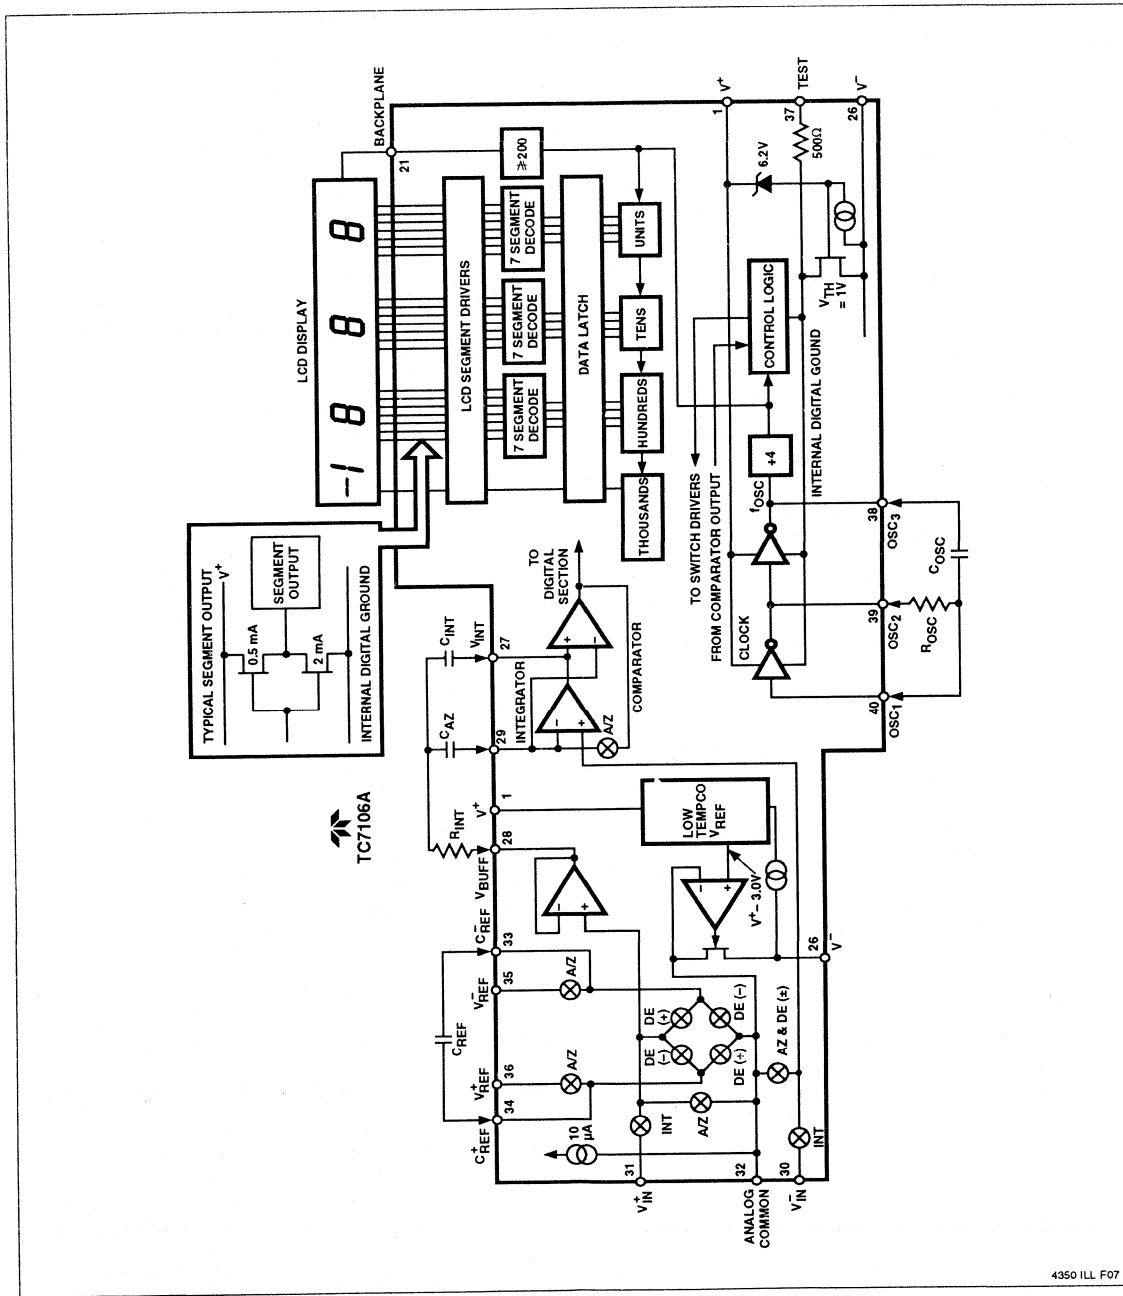 TYPICAL SEGMENT OUTPUT
V+
0.5 mA
SEGMENT
OUTPUT
2 mA
INTERNAL DIGITAL GROUND
LCD DISPLAY
-1 8 8 8
BACKPLANE
21
LCD SEGMENT DRIVERS
7 SEGMENT
DECODE
7 SEGMENT
DECODE
7 SEGMENT
DECODE
≥200
DATA LATCH
THOUSANDS
HUNDREDS
TENS
UNITS
TC7106A
CREF
RINT
CAZ
CINT
C+REF
34
V+REF
36
V-REF
35
C-REF
33
VBUFF
28
V+
1
29
INTEGRATOR
VINT
27
TO
DIGITAL
SECTION
COMPARATOR
A/Z
A/Z
A/Z
–
+
–
+
+
–
10
µA
V+IN
31
INT
DE
(–)
DE
(+)
DE (+)
DE (–)
A/Z
ANALOG
COMMON
32
AZ & DE (±)
V-IN
30
INT
–
+
LOW
TEMPCO
VREF
V+ – 3.0V
26
V-
TO SWITCH DRIVERS
FROM COMPARATOR OUTPUT
CLOCK
fOSC
+4
CONTROL LOGIC
INTERNAL DIGITAL GOUND
VTH
= 1V
6.2V
500Ω
1
V+
37
TEST
26
V-
40
OSC1
39
OSC2
38
OSC3
ROSC
COSC
4350 ILL F07